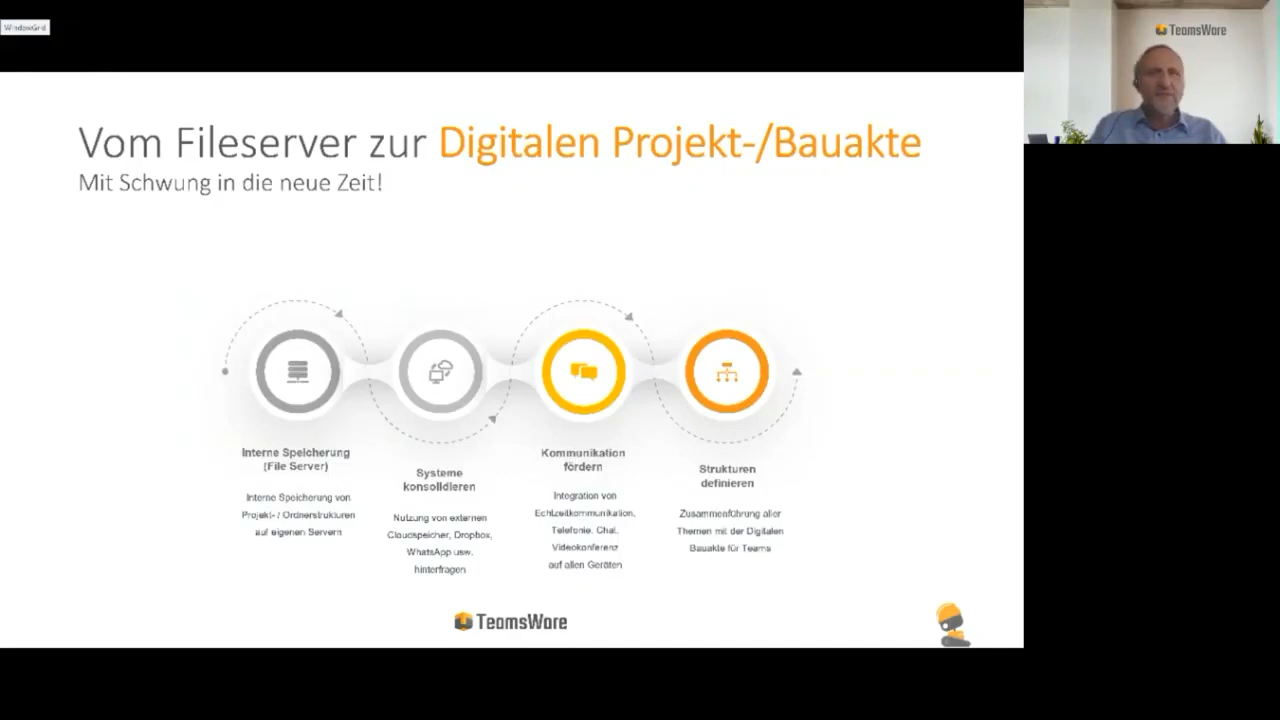 WindowGrid
TeamsWare
Vom Fileserver zur Digitalen Projekt-/Bauakte
Mit Schwung in die neue Zeit!
Interne Speicherung
(File Server)
Interne Speicherung von
Projekt- / Ordnerstrukturen
auf eigenen Servern
Systeme
konsolidieren
Nutzung von externen
Cloudspeicher, Dropbox,
WhatsApp usw.
hinterfragen
Kommunikation
fördern
Integration von
Echtzeitkommunikation,
Telefonie, Chat,
Videokonferenz
auf allen Geräten
Strukturen
definieren
Zusammenführung aller
Themen mit der Digitalen
Bauakte für Teams
TeamsWare